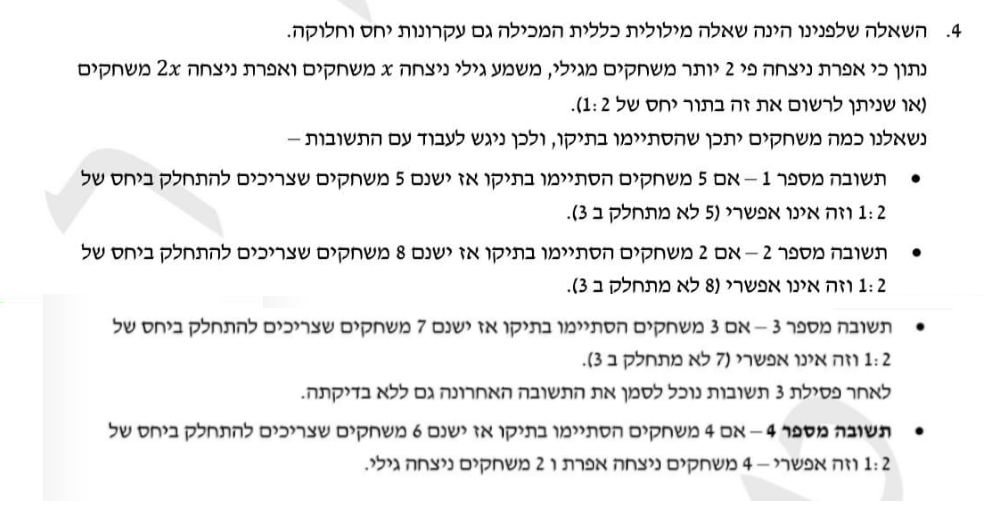 4. השאלה שלפנינו הינה שאלה מילולית כללית המכילה גם עקרונות יחס וחלוקה.
נתון כי אפרת ניצחה פי 2 יותר משחקים מגילי, משמע גילי ניצחה x משחקים ואפרת ניצחה 2x משחקים
(או שניתן לרשום את זה בתור יחס של 1:2).
נשאלנו כמה משחקים יתכן שהסתיימו בתיקו, ולכן ניגש לעבוד עם התשובות –
• תשובה מספר 1 – אם 5 משחקים הסתיימו בתיקו אז ישנם 5 משחקים שצריכים להתחלק ביחס של
1:2 וזה אינו אפשרי (5 לא מתחלק ב 3).
• תשובה מספר 2 – אם 2 משחקים הסתיימו בתיקו אז ישנם 8 משחקים שצריכים להתחלק ביחס של
1:2 וזה אינו אפשרי (8 לא מתחלק ב 3).
• תשובה מספר 3 – אם 3 משחקים הסתיימו בתיקו אז ישנם 7 משחקים שצריכים להתחלק ביחס של
1:2 וזה אינו אפשרי (7 לא מתחלק ב 3).
לאחר פסילת 3 תשובות נוכל לסמן את התשובה האחרונה גם ללא בדיקתה.
• תשובה מספר 4 – אם 4 משחקים הסתיימו בתיקו אז ישנם 6 משחקים שצריכים להתחלק ביחס של
1:2 וזה אפשרי – 4 משחקים ניצחה אפרת ו 2 משחקים ניצחה גילי.